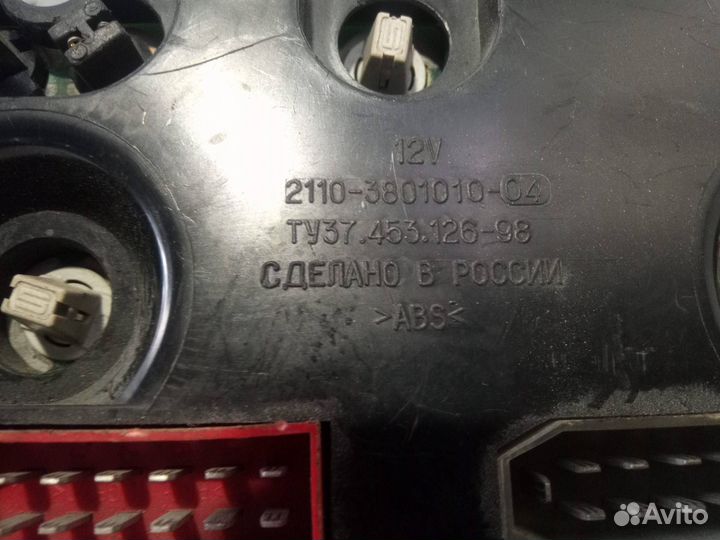 12V
2110-3801010-04
ТУ37.453.126-98
СДЕЛАНО В РОССИИ
>ABS<
Avito